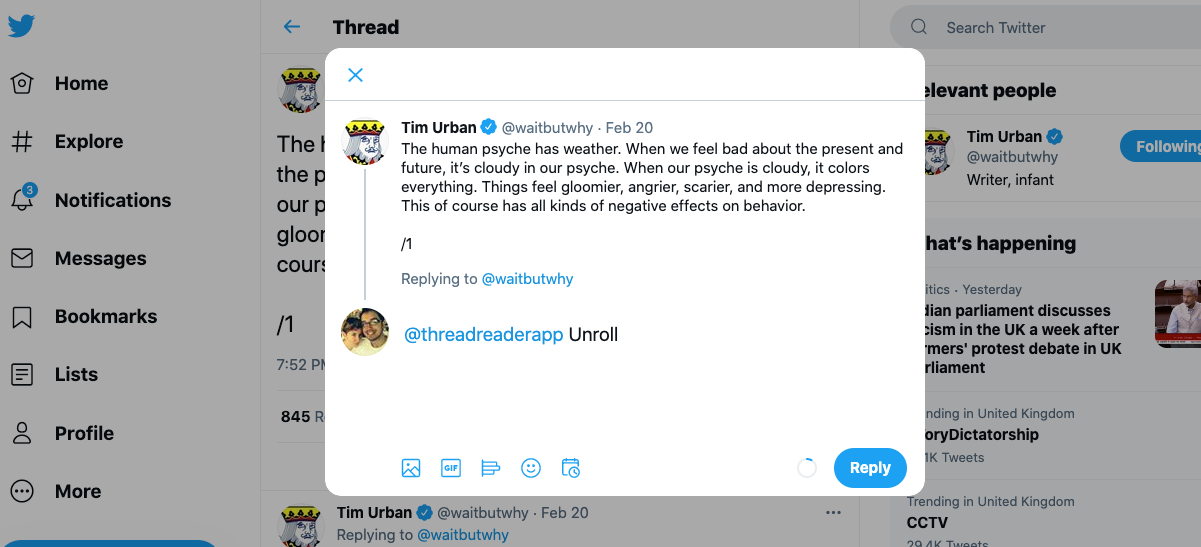 Home
Explore
3
Notifications
Messages
Bookmarks
Lists
Profile
More
Thread
The
the p
our p
gloor
/1
7:52
845
Tim Urban @waitbutwhy · Feb 20
The human psyche has weather. When we feel bad about the present and
future, it’s cloudy in our psyche. When our psyche is cloudy, it colors
everything. Things feel gloomier, angrier, scarier, and more depressing.
This of course has all kinds of negative effects on behavior.
/1
Replying to @waitbutwhy
@threadreaderapp Unroll
GIF
Reply
Tim Urban @waitbutwhy · Feb 20
Replying to @waitbutwhy
Search Twitter
elevant people
Tim Urban
@waitbutwhy
Following
Writer, infant
hat’s happening
itics · Yesterday
dian parliament discusses
cism in the UK a week after
rmers' protest debate in UK
rliament
nding in United Kingdom
oryDictatorship
1K Tweets
Trending in United Kingdom
CCTV
29.4K Tweets